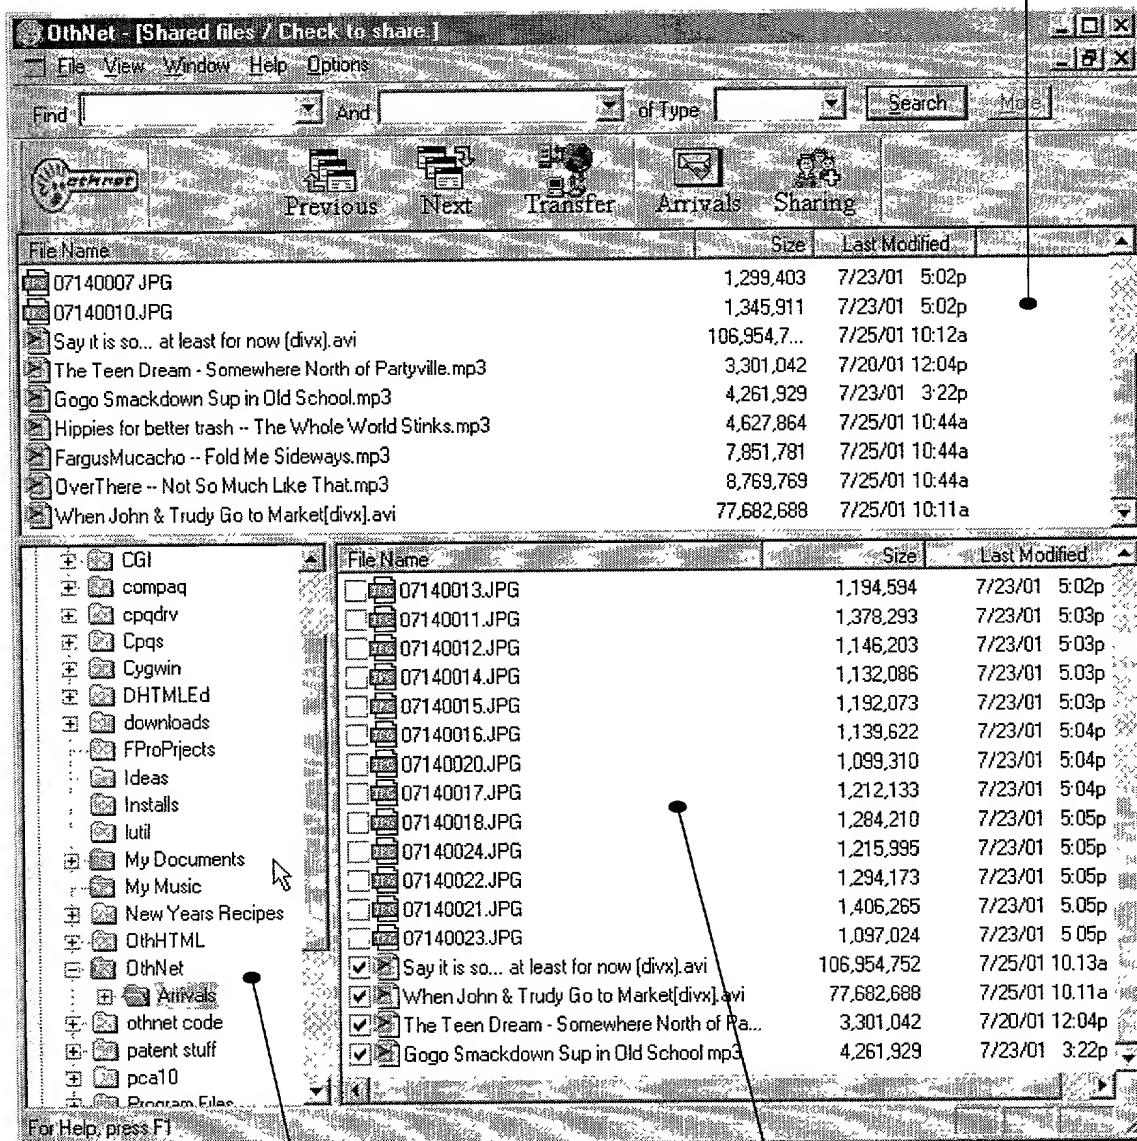 OthNet - [Shared files / Check to share.]
File View Window Help Options
Find And of Type Search More
othnet
Previous Next Transfer Arrivals Sharing
File Name Size Last Modified
07140007.JPG 1,299,403 7/23/01 5:02p
07140010.JPG 1,345,911 7/23/01 5:02p
Say it is so... at least for now (divx).avi 106,954,7... 7/25/01 10:12a
The Teen Dream - Somewhere North of Partyville.mp3 3,301,042 7/20/01 12:04p
Gogo Smackdown Sup in Old School.mp3 4,261,929 7/23/01 3:22p
Hippies for better trash -- The Whole World Stinks.mp3 4,627,864 7/25/01 10:44a
FargusMucacho -- Fold Me Sideways.mp3 7,851,781 7/25/01 10:44a
OverThere -- Not So Much Like That.mp3 8,769,769 7/25/01 10:44a
When John & Trudy Go to Market[divx].avi 77,682,688 7/25/01 10:11a
CGI
compaq
cpqdrv
Cpqs
Cygwin
DHTMLEd
downloads
FProPrjects
Ideas
Installs
lutil
My Documents
My Music
New Years Recipes
OthHTML
OthNet
Arrivals
othnet code
patent stuff
pca10
Program Files
File Name Size Last Modified
07140013.JPG 1,194,594 7/23/01 5:02p
07140011.JPG 1,378,293 7/23/01 5:03p
07140012.JPG 1,146,203 7/23/01 5:03p
07140014.JPG 1,132,086 7/23/01 5:03p
07140015.JPG 1,192,073 7/23/01 5:03p
07140016.JPG 1,139,622 7/23/01 5:04p
07140020.JPG 1,099,310 7/23/01 5:04p
07140017.JPG 1,212,133 7/23/01 5:04p
07140018.JPG 1,284,210 7/23/01 5:05p
07140024.JPG 1,215,995 7/23/01 5:05p
07140022.JPG 1,294,173 7/23/01 5:05p
07140021.JPG 1,406,265 7/23/01 5:05p
07140023.JPG 1,097,024 7/23/01 5:05p
Say it is so... at least for now (divx).avi 106,954,752 7/25/01 10:13a
When John & Trudy Go to Market[divx].avi 77,682,688 7/25/01 10:11a
The Teen Dream - Somewhere North of Pa... 3,301,042 7/20/01 12:04p
Gogo Smackdown Sup in Old School.mp3 4,261,929 7/23/01 3:22p
For Help, press F1